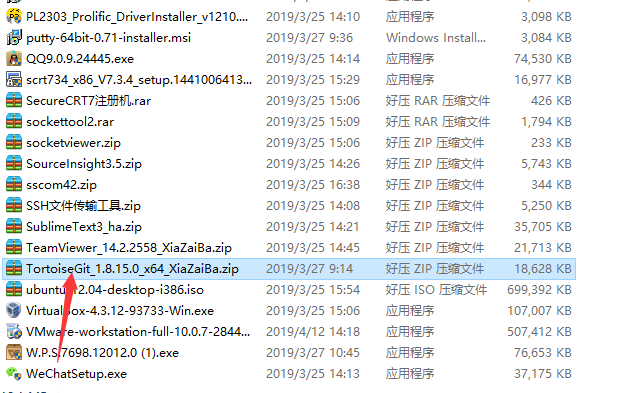 PL2303_Prolific_DriverInstaller_v1210.... 2019/3/25 14:10 应用程序 3,098 KB
putty-64bit-0.71-installer.msi 2019/3/27 9:36 Windows Install... 3,084 KB
QQ9.0.9.24445.exe 2019/3/25 14:14 应用程序 74,530 KB
scrt734_x86_V7.3.4_setup.1441006413... 2019/3/25 15:29 应用程序 16,977 KB
SecureCRT7注册机.rar 2019/3/25 15:06 好压 RAR 压缩文件 426 KB
sockettool2.rar 2019/3/25 15:09 好压 RAR 压缩文件 1,794 KB
socketviewer.zip 2019/3/25 15:06 好压 ZIP 压缩文件 233 KB
SourceInsight3.5.zip 2019/3/25 14:26 好压 ZIP 压缩文件 5,743 KB
sscom42.zip 2019/3/25 16:38 好压 ZIP 压缩文件 344 KB
SSH文件传输工具.zip 2019/3/25 14:08 好压 ZIP 压缩文件 5,250 KB
SublimeText3_ha.zip 2019/3/25 14:21 好压 ZIP 压缩文件 35,705 KB
TeamViewer_14.2.2558_XiaZaiBa.zip 2019/3/25 14:45 好压 ZIP 压缩文件 21,713 KB
TortoiseGit_1.8.15.0_x64_XiaZaiBa.zip 2019/3/27 9:14 好压 ZIP 压缩文件 18,628 KB
2019/3/25 15:54 好压 ISO 压缩文件 699,392 KB
VirtualBox-4.3.12-93733-Win.exe 2019/3/25 15:06 应用程序 107,007 KB
VMware-workstation-full-10.0.7-2844... 2019/4/12 14:18 应用程序 507,412 KB
W.P.S.7698.12012.0 (1).exe 2019/3/27 10:45 应用程序 76,653 KB
WeChatSetup.exe 2019/3/25 14:13 应用程序 37,175 KB